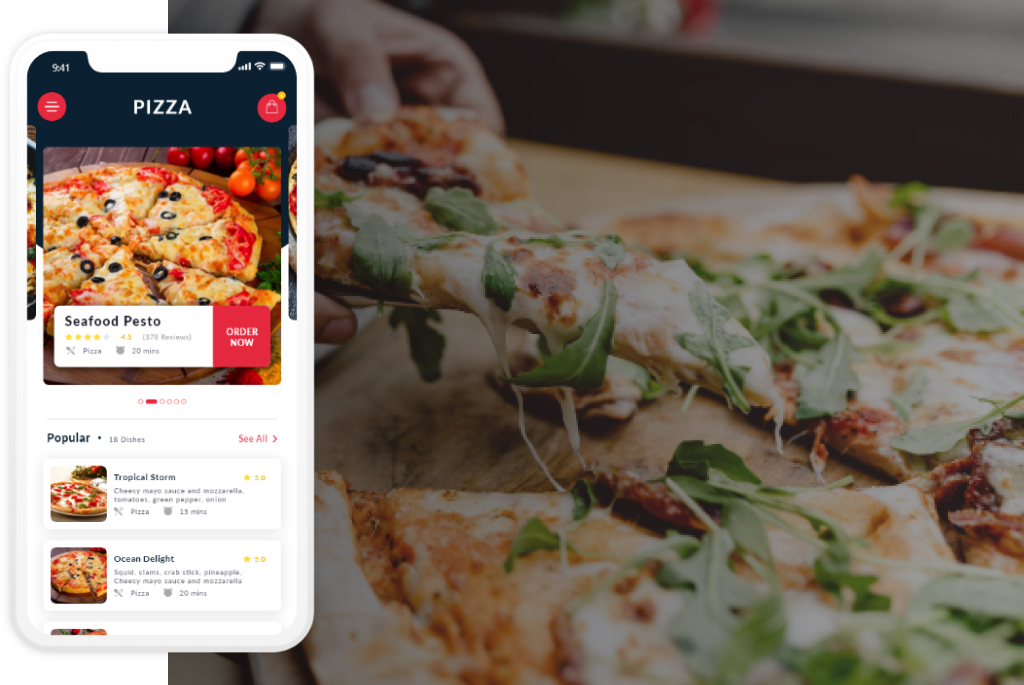 9:41
PIZZA
Seafood Pesto
4.5 (378 Reviews)
Pizza 20 mins
ORDER
NOW
Popular • 18 Dishes
See All
Tropical Storm
5.0
Cheesy mayo sauce and mozzarella,
tomatoes, green pepper, onion
Pizza 15 mins
Ocean Delight
5.0
Squid, clams, crab stick, pineapple,
Cheesy mayo sauce and mozzarella
Pizza 20 mins